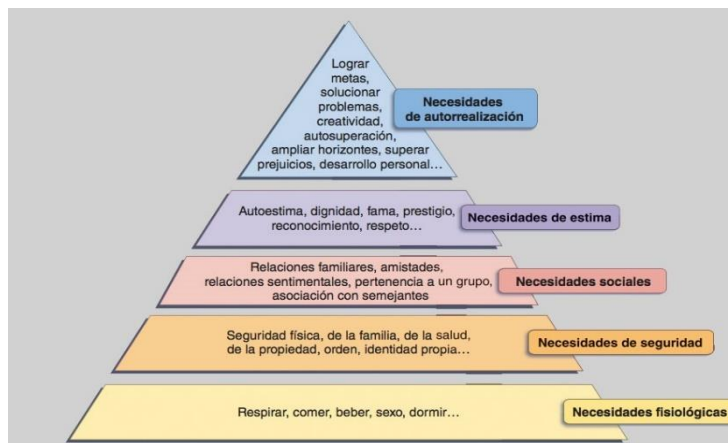 Lograr
metas,
solucionar
problemas,
creatividad,
autosuperación,
ampliar horizontes, superar
prejuicios, desarrollo personal...
Necesidades
de autorrealización
Autoestima, dignidad, fama, prestigio,
reconocimiento, respeto...
Necesidades de estima
Relaciones familiares, amistades,
relaciones sentimentales, pertenencia a un grupo,
asociación con semejantes
Necesidades sociales
Seguridad física, de la familia, de la salud,
de la propiedad, orden, identidad propia...
Necesidades de seguridad
Respirar, comer, beber, sexo, dormir...
Necesidades fisiológicas